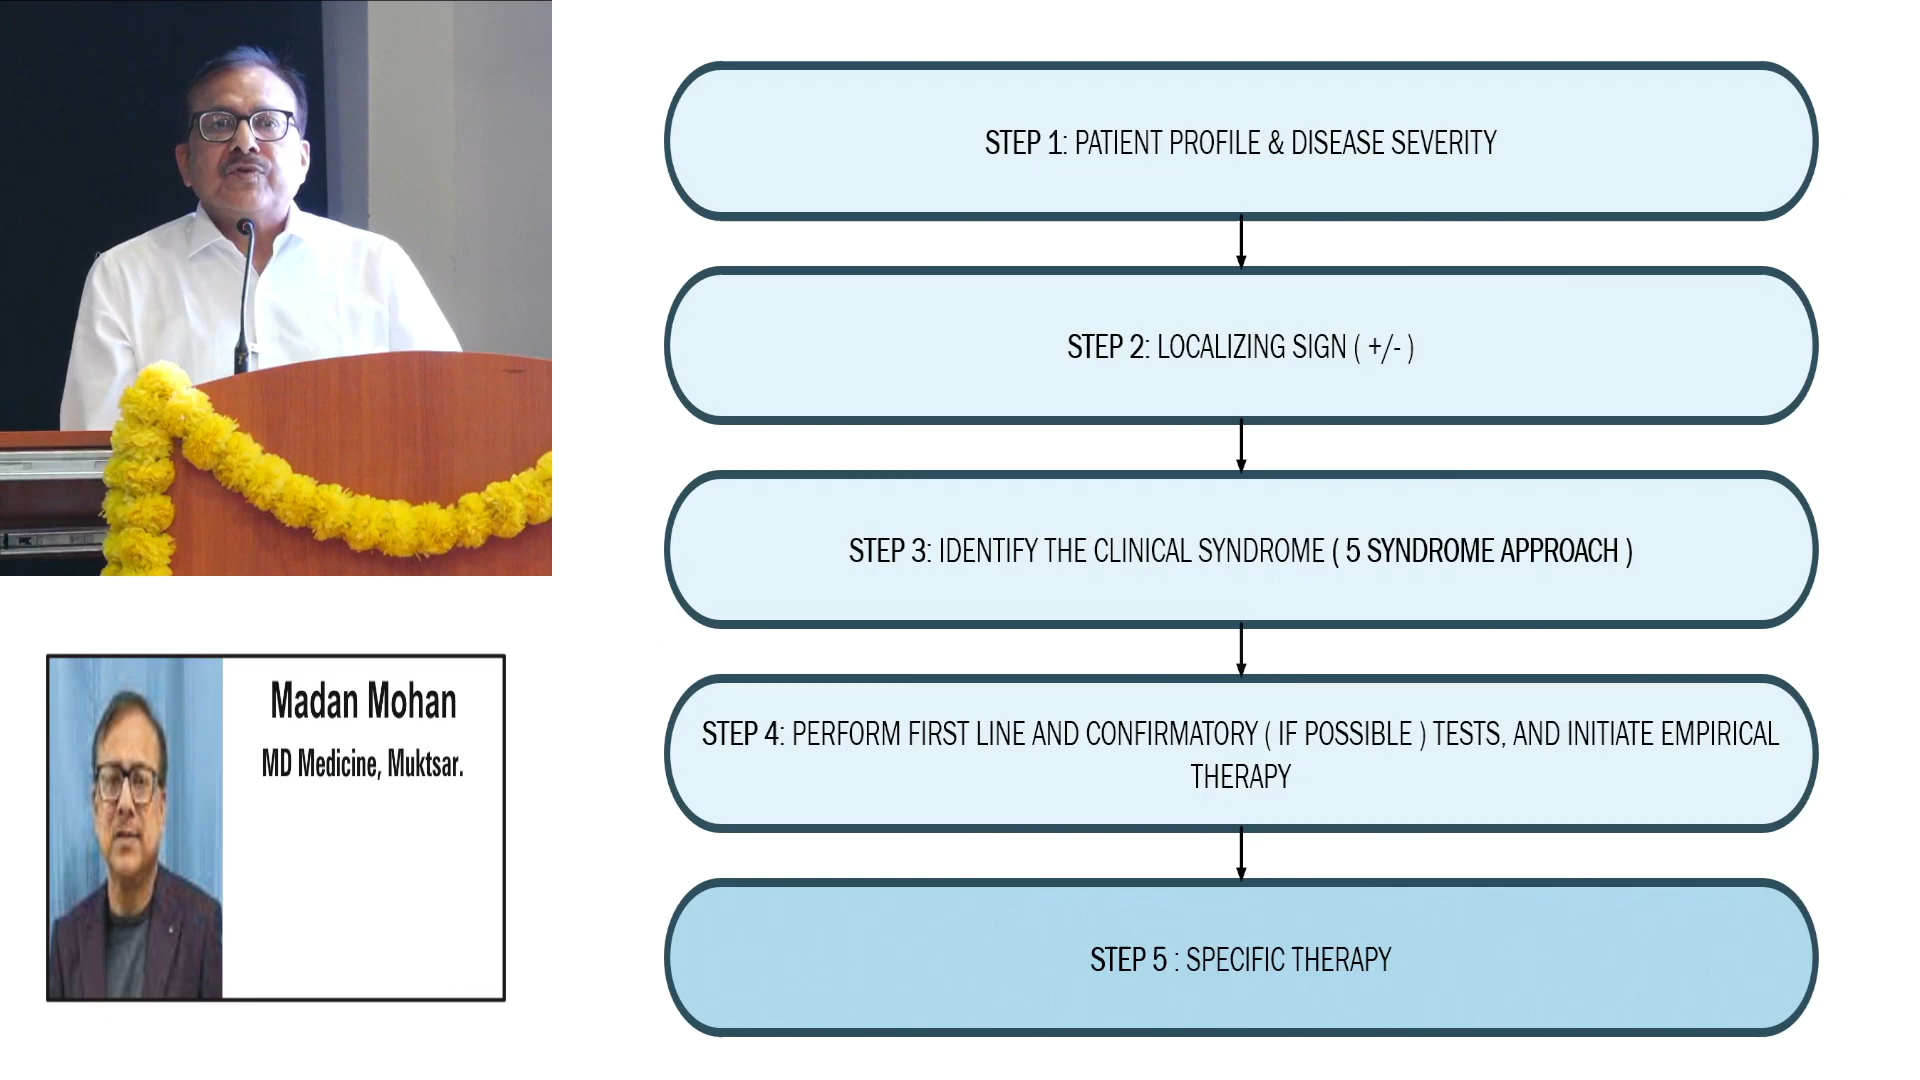 STEP 1: PATIENT PROFILE & DISEASE SEVERITY
STEP 2: LOCALIZING SIGN ( +/- )
STEP 3: IDENTIFY THE CLINICAL SYNDROME ( 5 SYNDROME APPROACH )
STEP 4: PERFORM FIRST LINE AND CONFIRMATORY ( IF POSSIBLE ) TESTS, AND INITIATE EMPIRICAL
THERAPY
STEP 5 : SPECIFIC THERAPY
Madan Mohan
MD Medicine, Muktsar.